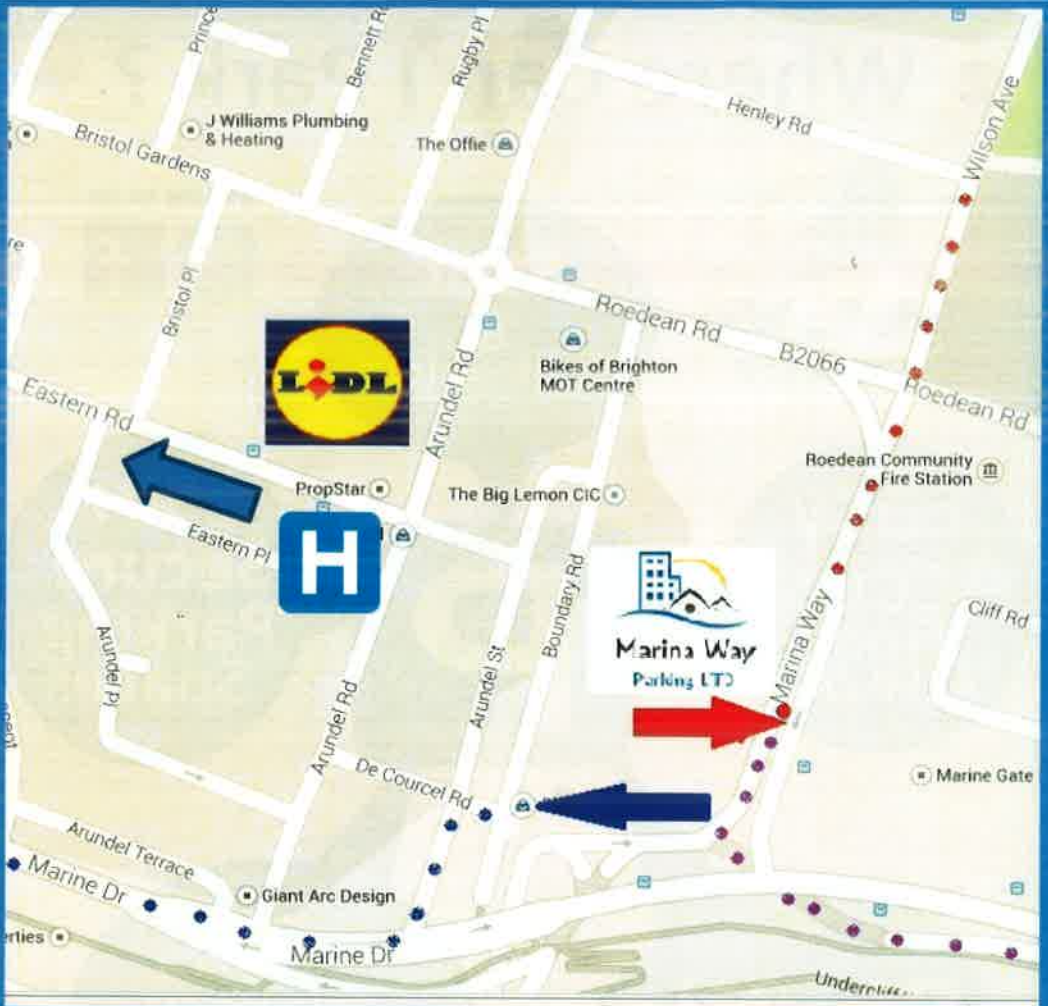 Prince
Bennett Rd
Rugby Pl
Henley Rd
Wilson Ave
J Williams Plumbing
& Heating
The Offie
Bristol Gardens
Bristol Pl
Roedean Rd
B2066
Roedean Rd
LiDL
Arundel Rd
Bikes of Brighton
MOT Centre
Eastern Rd
Roedean Community
Fire Station
PropStar
The Big Lemon CIC
Eastern Pl
H
Boundary Rd
Marina Way
Parking LTD
Marina Way
Cliff Rd
Arundel Pl
Arundel Rd
Arundel St
De Courcel Rd
Marine Gate
Arundel Terrace
Marine Dr
Giant Arc Design
erties
Marine Dr